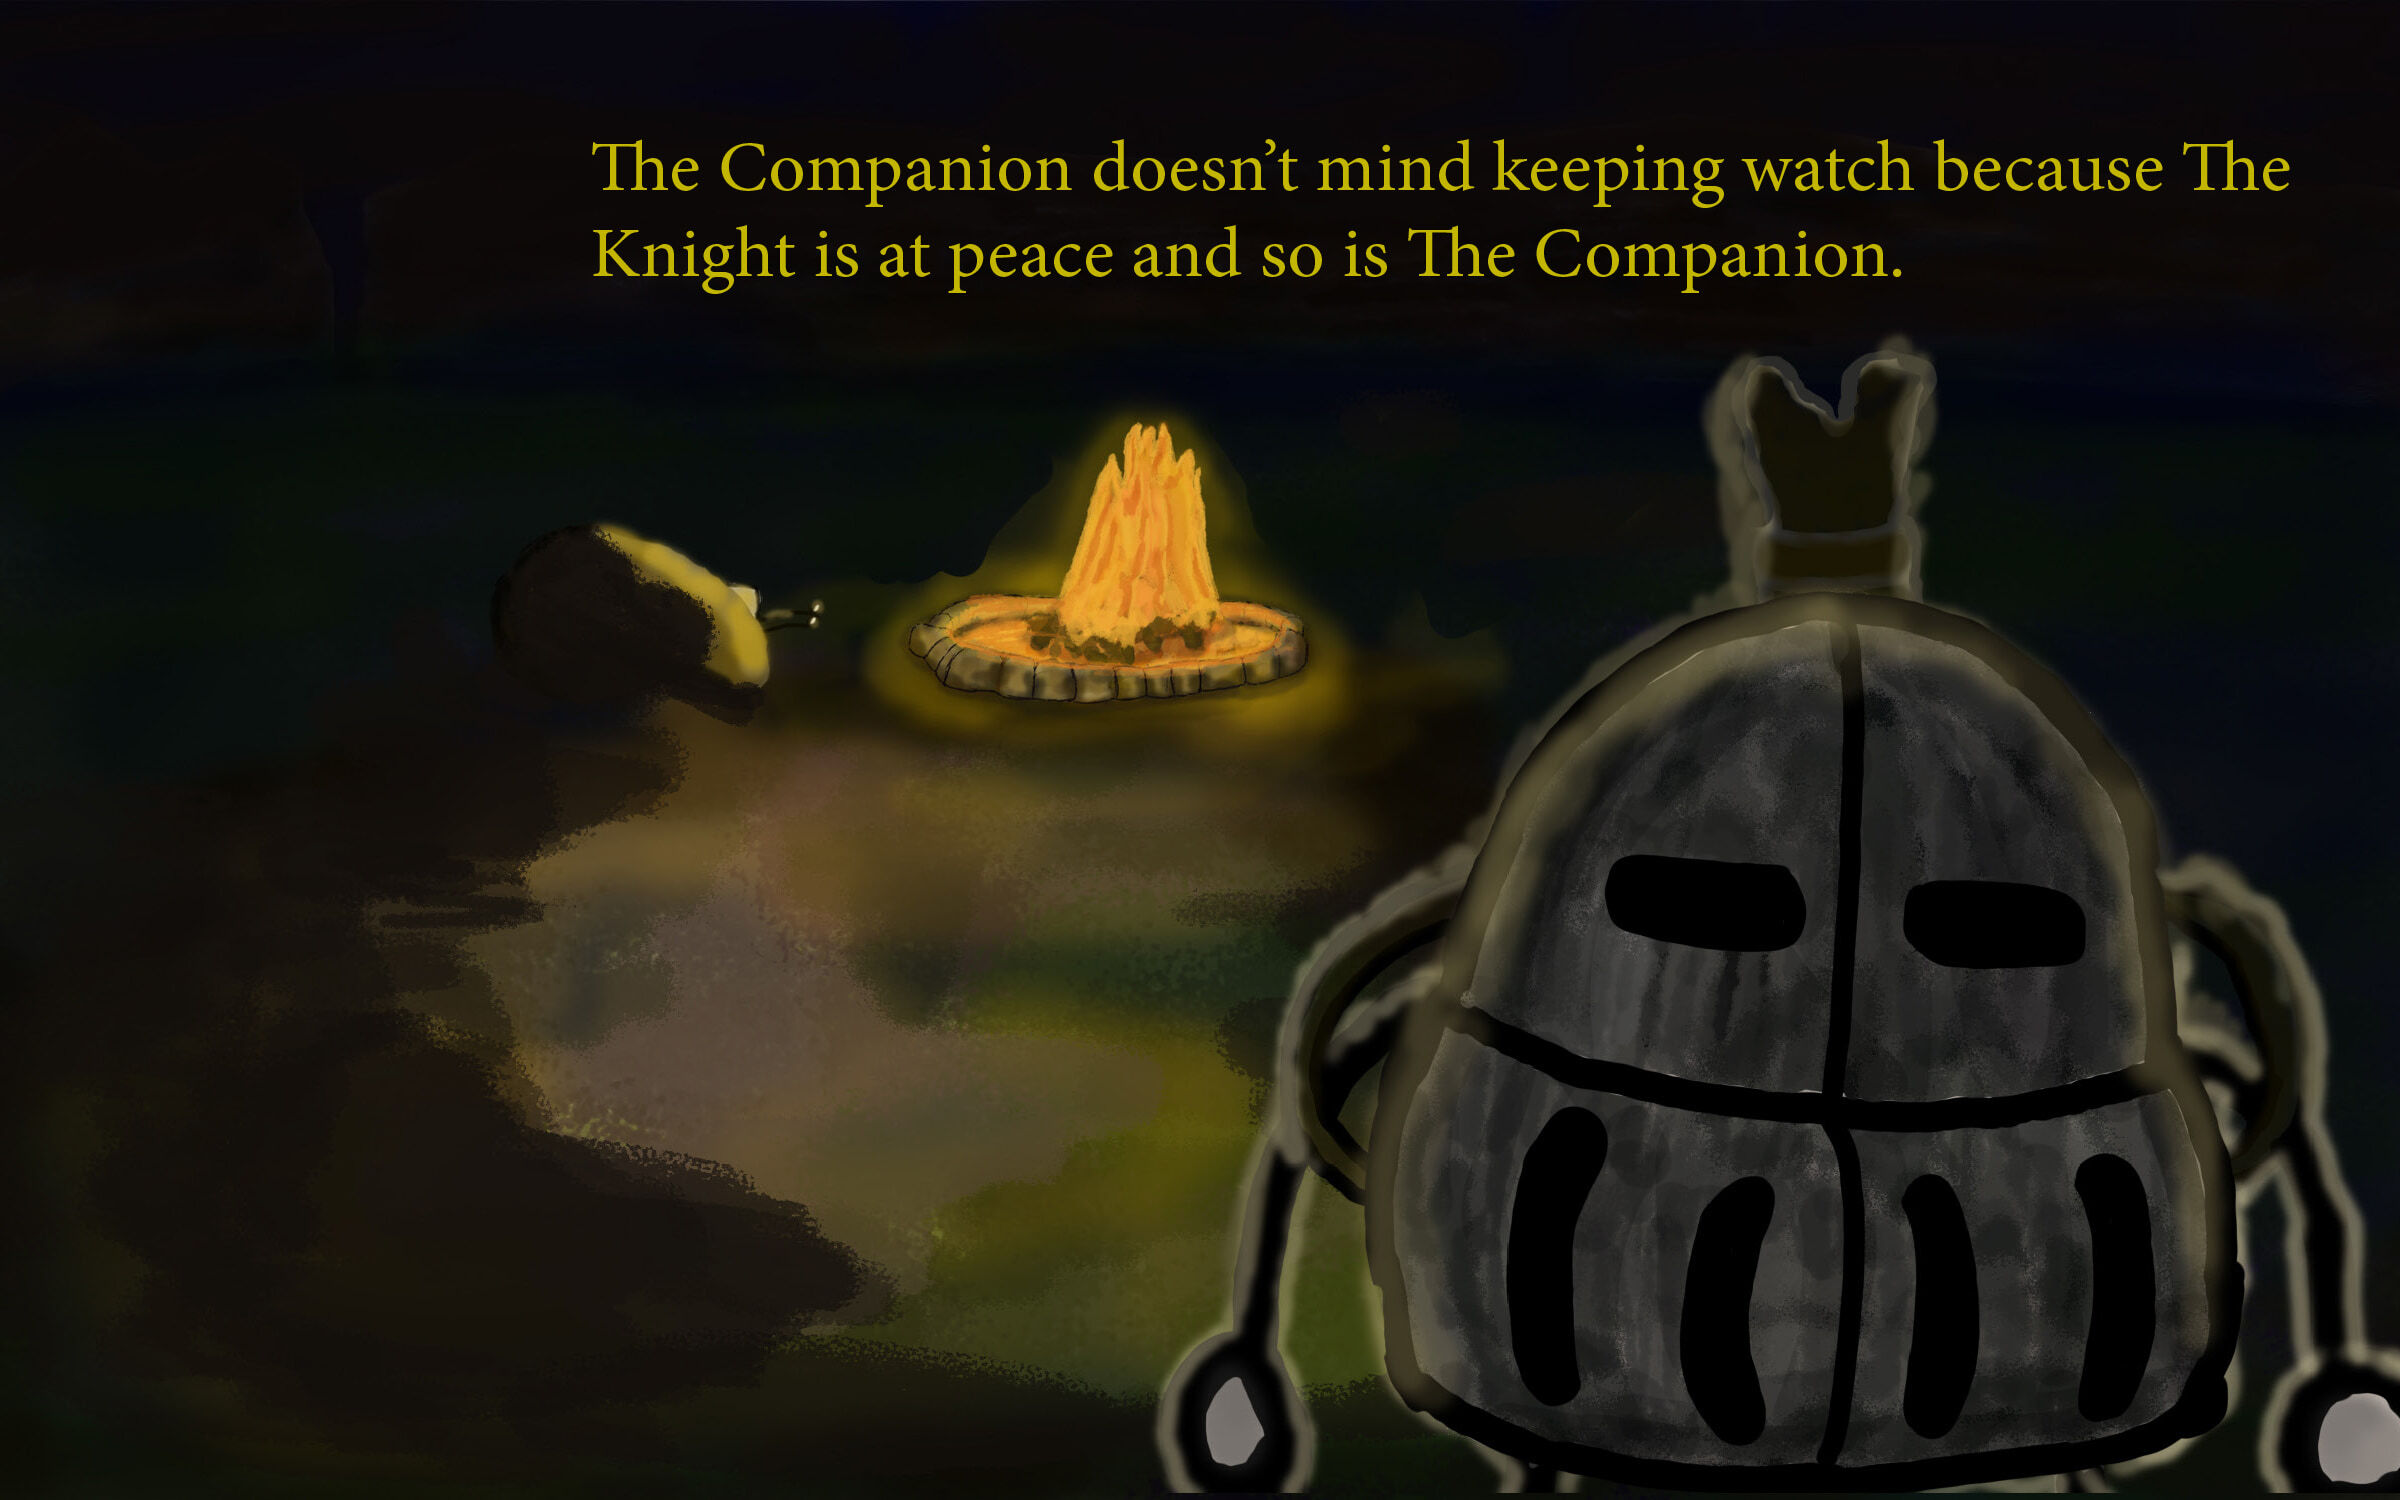 The Companion doesn’t mind keeping watch because The
Knight is at peace and so is The Companion.